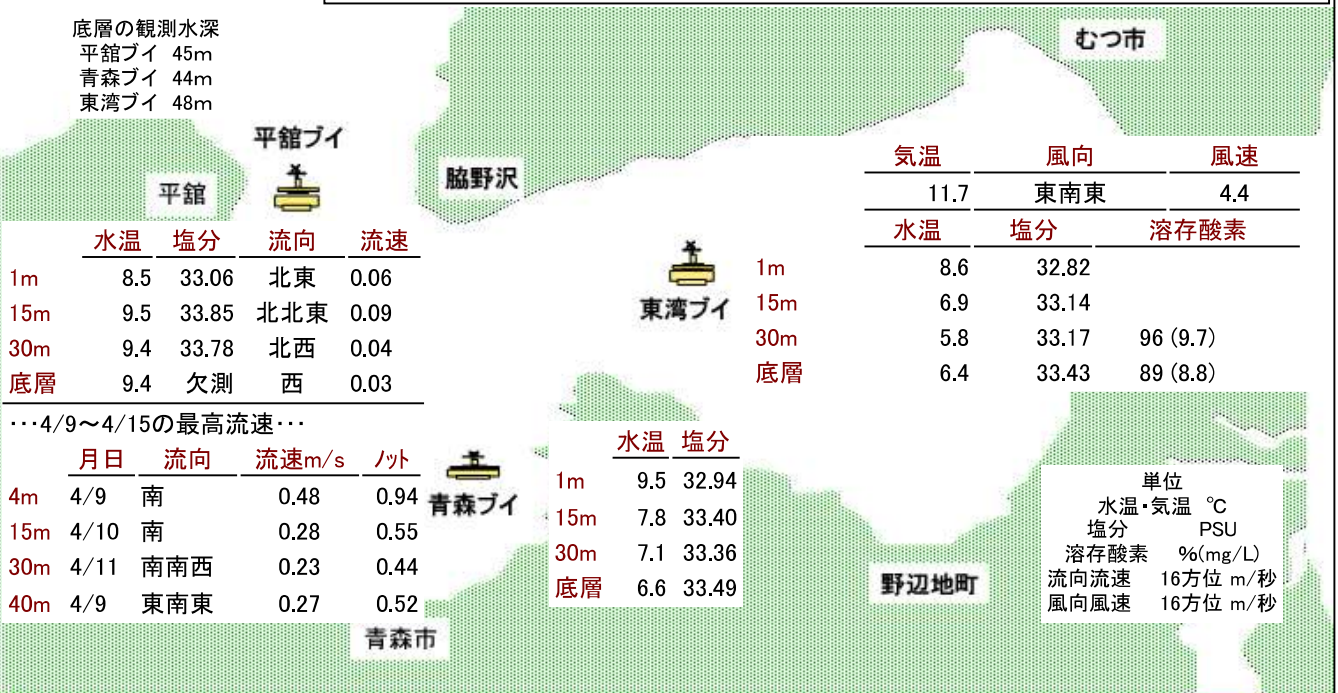 底層の観測水深
平舘ブイ 45m
青森ブイ 44m
東湾ブイ 48m
むつ市
平舘ブイ
平舘
脇野沢
気温 風向 風速
11.7 東南東 4.4
水温 塩分 溶存酸素
1m 8.6 32.82
15m 6.9 33.14
30m 5.8 33.17 96 (9.7)
底層 6.4 33.43 89 (8.8)
東湾ブイ
水温 塩分 流向 流速
1m 8.5 33.06 北東 0.06
15m 9.5 33.85 北北東 0.09
30m 9.4 33.78 北西 0.04
底層 9.4 欠測 西 0.03
…4/9～4/15の最高流速…
月日 流向 流速m/s ノット
4m 4/9 南 0.48 0.94
15m 4/10 南 0.28 0.55
30m 4/11 南南西 0.23 0.44
40m 4/9 東南東 0.27 0.52
青森ブイ
水温 塩分
1m 9.5 32.94
15m 7.8 33.40
30m 7.1 33.36
底層 6.6 33.49
青森市
野辺地町
単位
水温・気温 ℃
塩分 PSU
溶存酸素 %(mg/L)
流向流速 16方位 m/秒
風向風速 16方位 m/秒